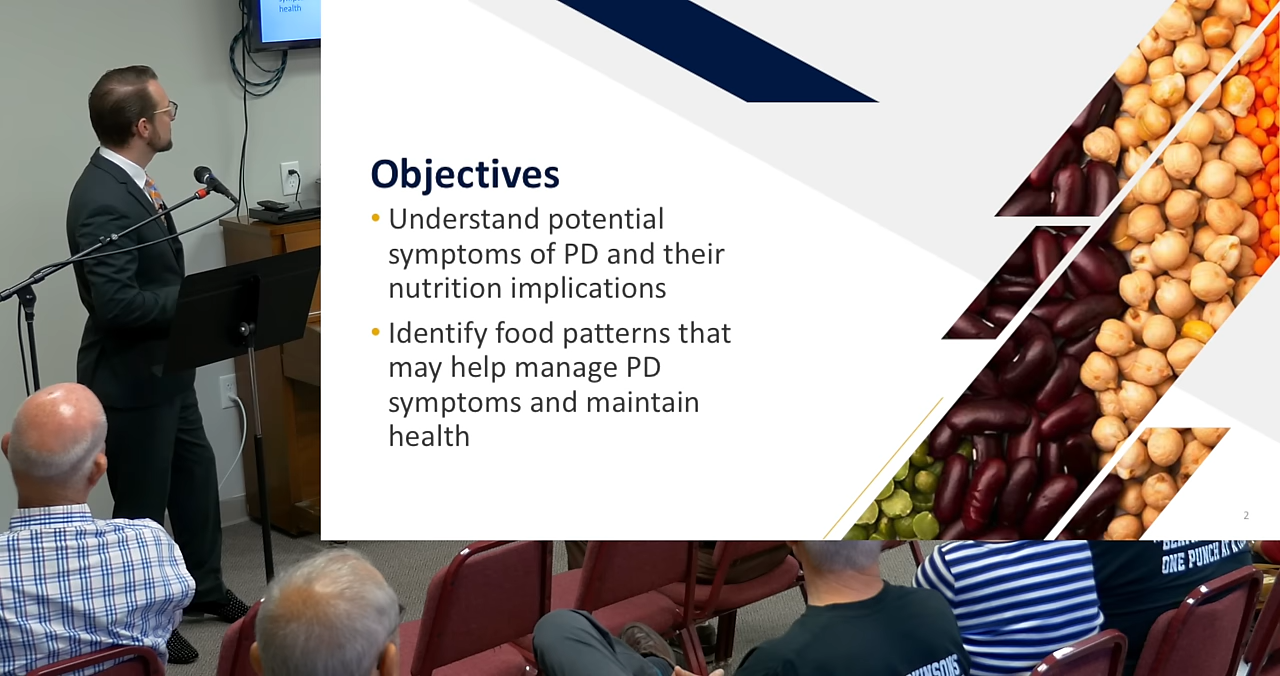 health
Objectives
• Understand potential
symptoms of PD and their
nutrition implications
• Identify food patterns that
may help manage PD
symptoms and maintain
health
2
ONE PUNCH AT